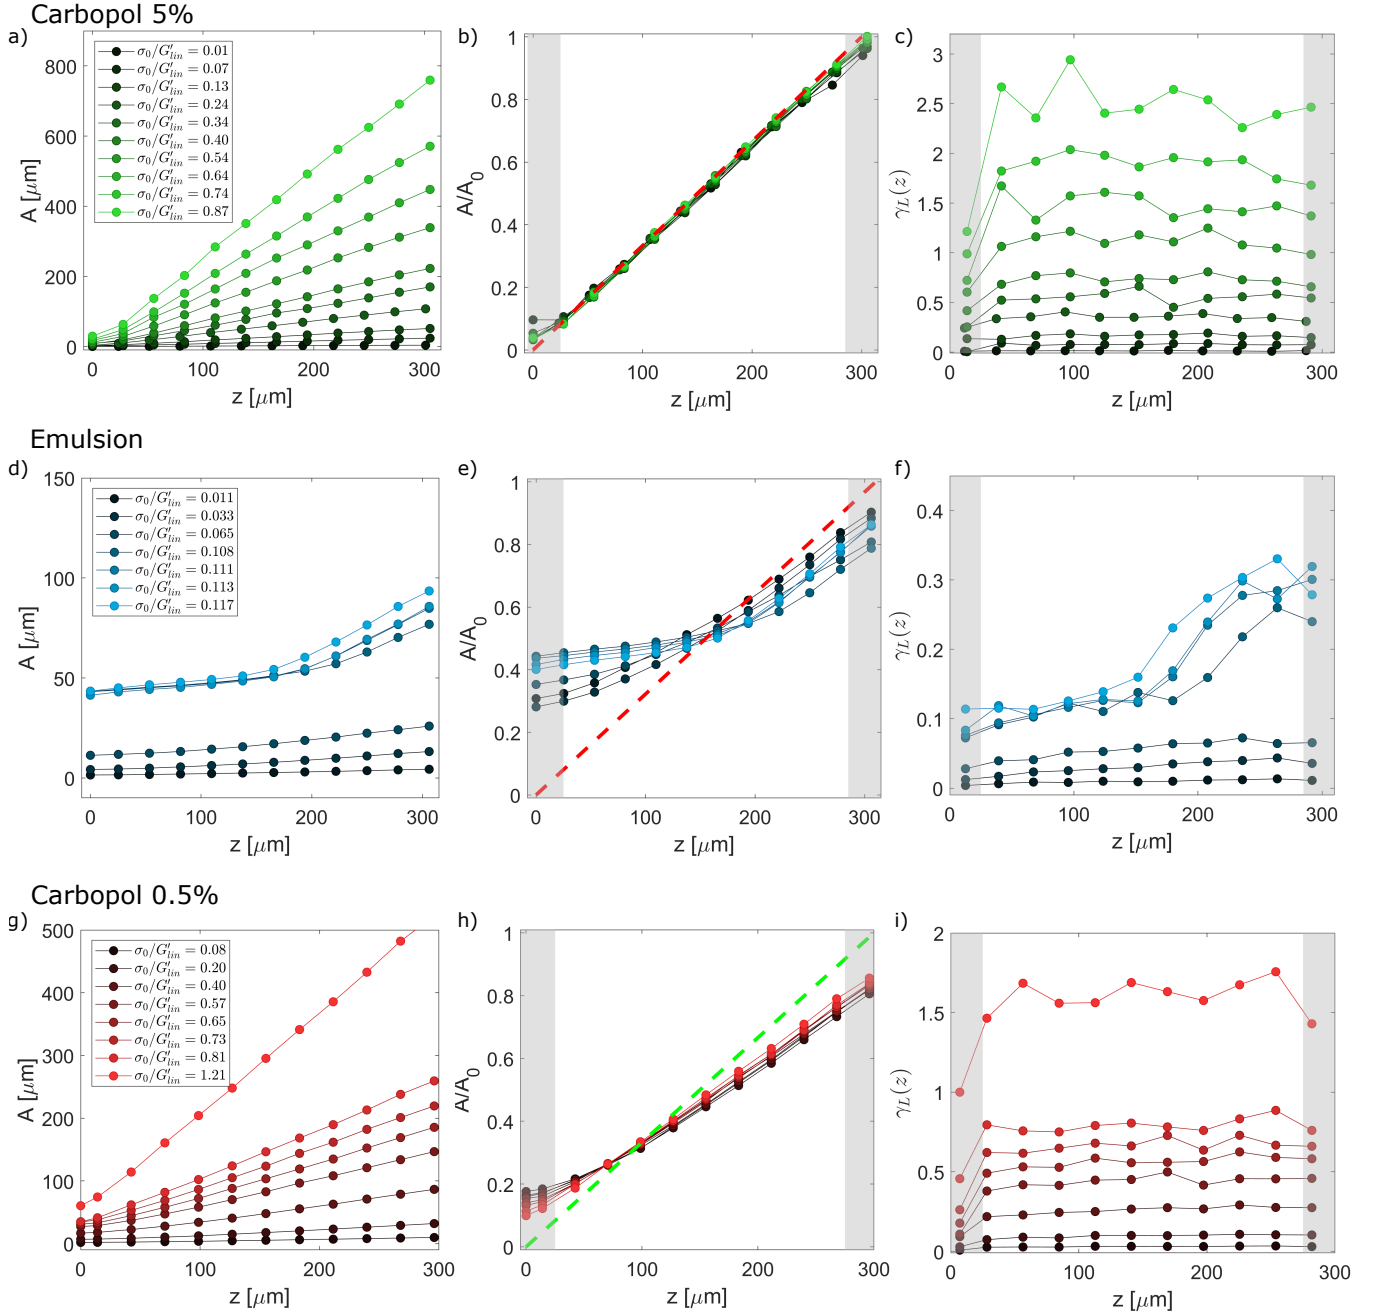 Carbopol 5%
a)
A [μm]
800
600
400
200
0
σ₀/G'ₗᵢₙ = 0.01
σ₀/G'ₗᵢₙ = 0.07
σ₀/G'ₗᵢₙ = 0.13
σ₀/G'ₗᵢₙ = 0.24
σ₀/G'ₗᵢₙ = 0.34
σ₀/G'ₗᵢₙ = 0.40
σ₀/G'ₗᵢₙ = 0.54
σ₀/G'ₗᵢₙ = 0.64
σ₀/G'ₗᵢₙ = 0.74
σ₀/G'ₗᵢₙ = 0.87
0 100 200 300
z [μm]
b)
A/A₀
1
0.8
0.6
0.4
0.2
0
0 100 200 300
z [μm]
c)
γ_L(z)
3
2.5
2
1.5
1
0.5
0
0 100 200 300
z [μm]
Emulsion
d)
A [μm]
150
100
50
0
σ₀/G'ₗᵢₙ = 0.011
σ₀/G'ₗᵢₙ = 0.033
σ₀/G'ₗᵢₙ = 0.065
σ₀/G'ₗᵢₙ = 0.108
σ₀/G'ₗᵢₙ = 0.111
σ₀/G'ₗᵢₙ = 0.113
σ₀/G'ₗᵢₙ = 0.117
0 100 200 300
z [μm]
e)
A/A₀
1
0.8
0.6
0.4
0.2
0
0 100 200 300
z [μm]
f)
γ_L(z)
0.4
0.3
0.2
0.1
0
0 100 200 300
z [μm]
Carbopol 0.5%
g)
A [μm]
500
400
300
200
100
0
σ₀/G'ₗᵢₙ = 0.08
σ₀/G'ₗᵢₙ = 0.20
σ₀/G'ₗᵢₙ = 0.40
σ₀/G'ₗᵢₙ = 0.57
σ₀/G'ₗᵢₙ = 0.65
σ₀/G'ₗᵢₙ = 0.73
σ₀/G'ₗᵢₙ = 0.81
σ₀/G'ₗᵢₙ = 1.21
0 100 200 300
z [μm]
h)
A/A₀
1
0.8
0.6
0.4
0.2
0
0 100 200 300
z [μm]
i)
γ_L(z)
2
1.5
1
0.5
0
0 100 200 300
z [μm]